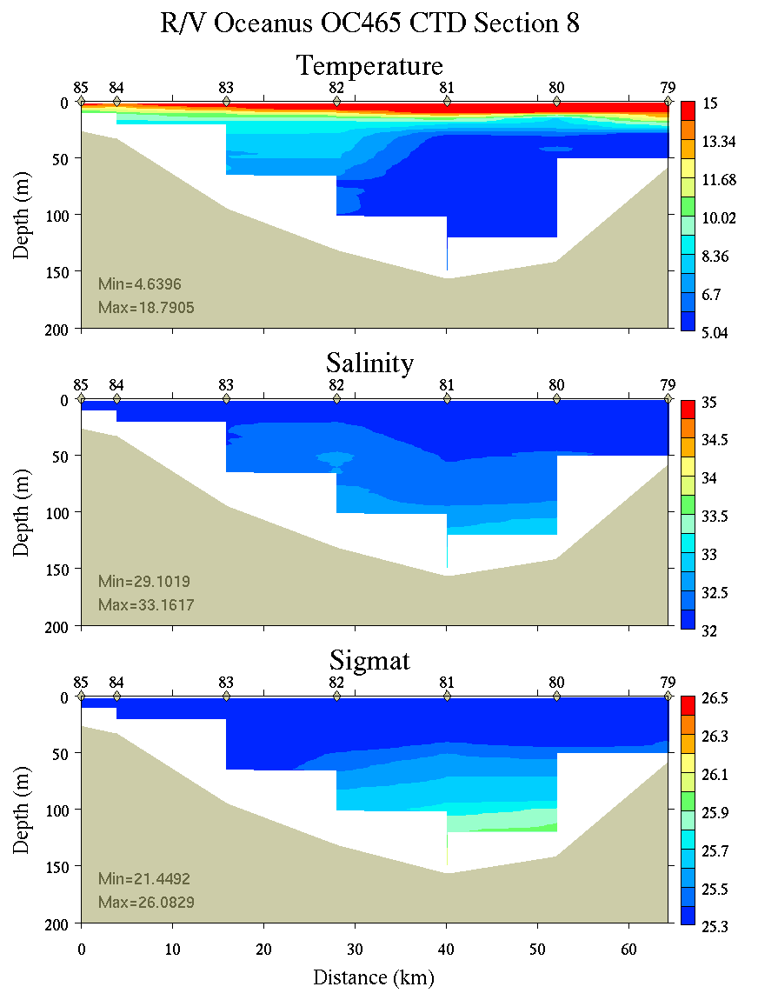 R/V Oceanus OC465 CTD Section 8
Temperature
85 84 83 82 81 80 79
0
50
100
150
200
Depth (m)
Min=4.6396
Max=18.7905
15
13.34
11.68
10.02
8.36
6.7
5.04
Salinity
85 84 83 82 81 80 79
0
50
100
150
200
Depth (m)
Min=29.1019
Max=33.1617
35
34.5
34
33.5
33
32.5
32
Sigmat
85 84 83 82 81 80 79
0
50
100
150
200
Depth (m)
Min=21.4492
Max=26.0829
26.5
26.3
26.1
25.9
25.7
25.5
25.3
0 10 20 30 40 50 60
Distance (km)